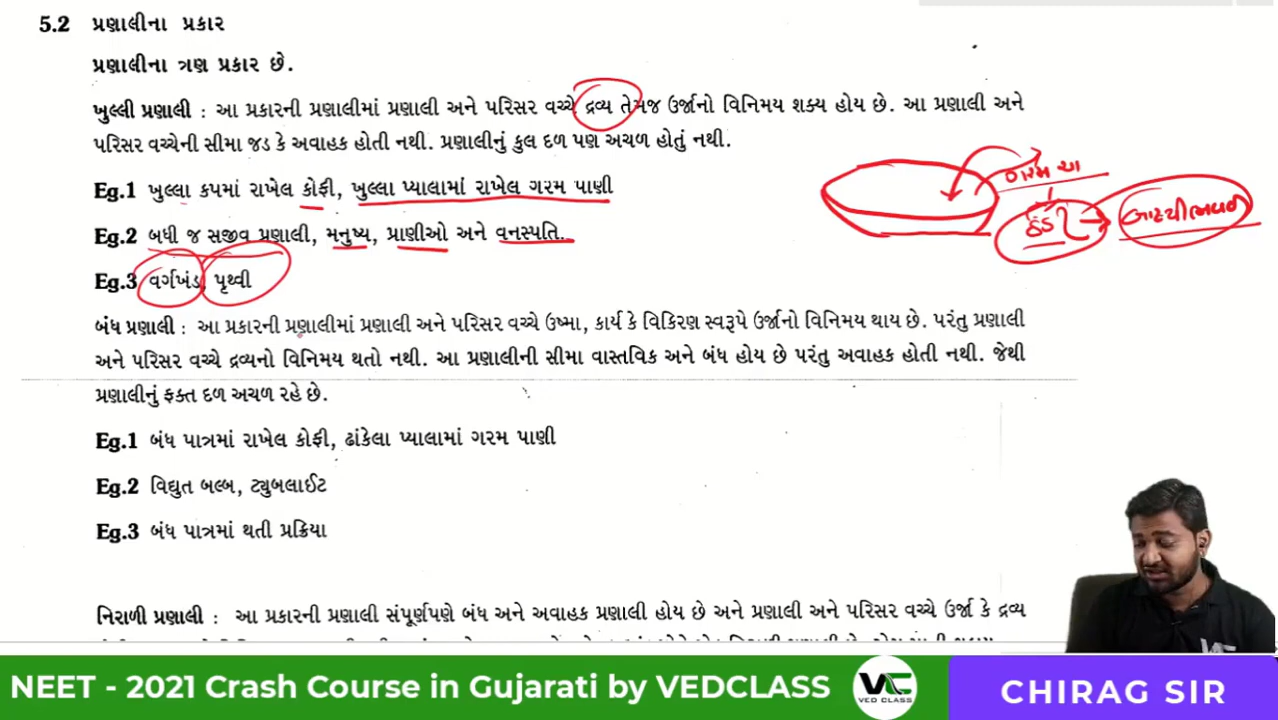 5.2 પ્રણાલીના પ્રકાર
પ્રણાલીના ત્રણ પ્રકાર છે.
ખુલ્લી પ્રણાલી : આ પ્રકારની પ્રણાલીમાં પ્રણાલી અને પરિસર વચ્ચે દ્રવ્ય તેમજ ઉર્જાનો વિનિમય શક્ય હોય છે. આ પ્રણાલી અને
પરિસર વચ્ચેની સીમા જડ કે અવાહક હોતી નથી. પ્રણાલીનું કુલ દળ પણ અચળ હોતું નથી.
Eg.1 ખુલ્લા કપમાં રાખેલ કોફી, ખુલ્લા પ્યાલામાં રાખેલ ગરમ પાણી
ગરમ ચા
ઠંડી
Eg.2 બધી જ સજીવ પ્રણાલી, મનુષ્ય, પ્રાણીઓ અને વનસ્પતિ.
Eg.3 વર્ગખંડ, પૃથ્વી
બંધ પ્રણાલી : આ પ્રકારની પ્રણાલીમાં પ્રણાલી અને પરિસર વચ્ચે ઉષ્મા, કાર્ય કે વિકિરણ સ્વરૂપે ઉર્જાનો વિનિમય થાય છે. પરંતુ પ્રણાલી
અને પરિસર વચ્ચે દ્રવ્યનો વિનિમય થતો નથી. આ પ્રણાલીની સીમા વાસ્તવિક અને બંધ હોય છે પરંતુ અવાહક હોતી નથી. જેથી
પ્રણાલીનું ફક્ત દળ અચળ રહે છે.
Eg.1 બંધ પાત્રમાં રાખેલ કોફી, ઢાંકેલા પ્યાલામાં ગરમ પાણી
Eg.2 વિદ્યુત બલ્બ, ટ્યુબલાઈટ
Eg.3 બંધ પાત્રમાં થતી પ્રક્રિયા
નિરાળી પ્રણાલી : આ પ્રકારની પ્રણાલી સંપૂર્ણપણે બંધ અને અવાહક પ્રણાલી હોય છે અને પ્રણાલી અને પરિસર વચ્ચે ઉર્જા કે દ્રવ્ય
NEET - 2021 Crash Course in Gujarati by VEDCLASS
VC
VED CLASS
CHIRAG SIR